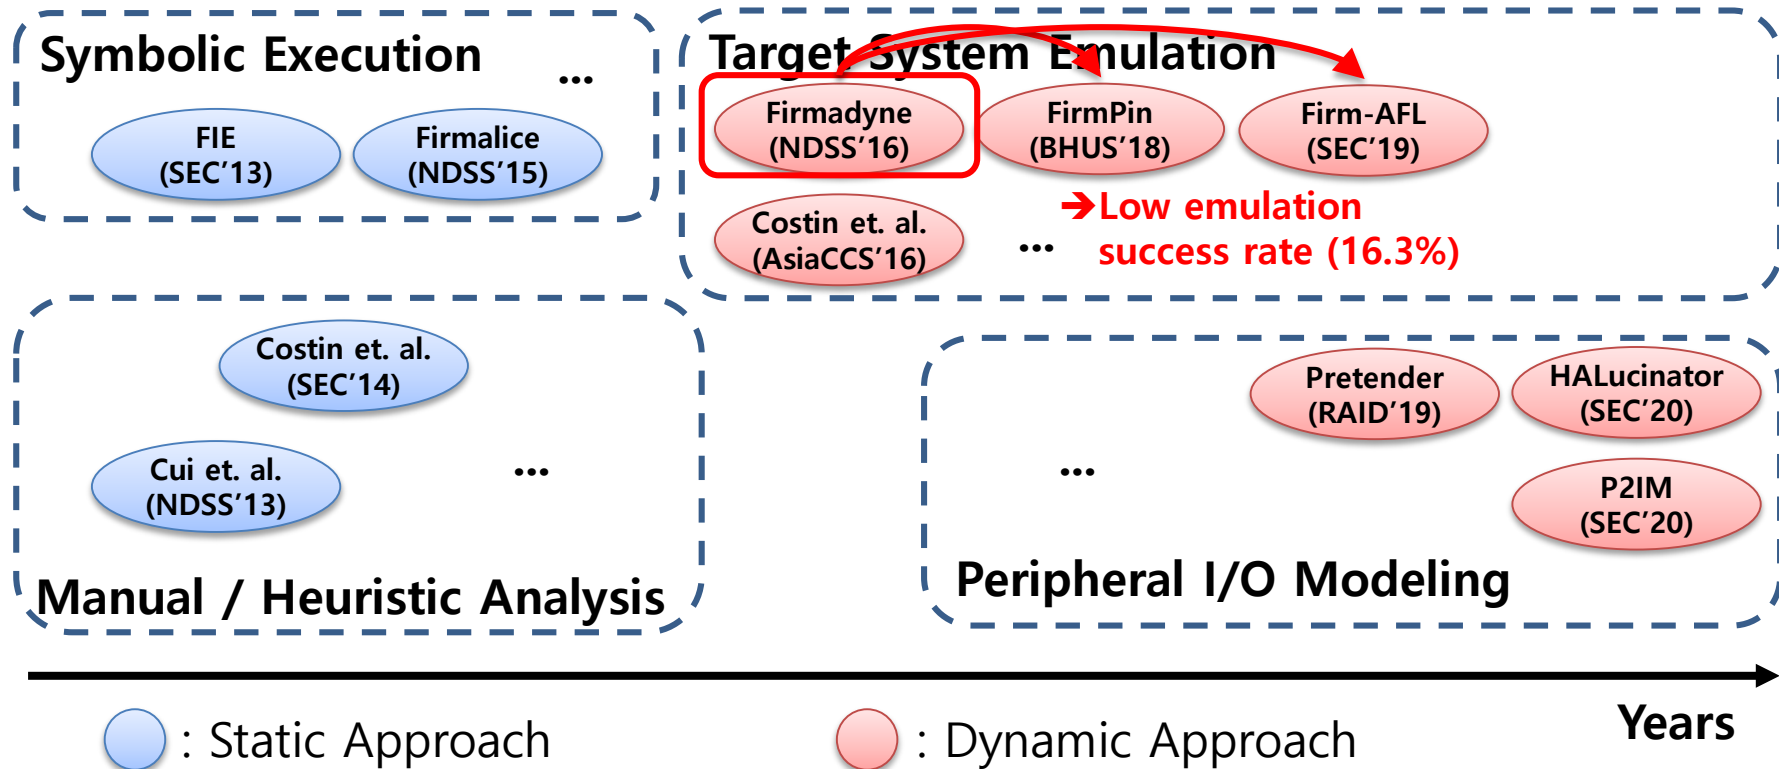 Symbolic Execution
...
FIE
(SEC’13)
Firmalice
(NDSS’15)
Target System Emulation
Firmadyne
(NDSS’16)
FirmPin
(BHUS’18)
Firm-AFL
(SEC’19)
Costin et. al.
(AsiaCCS’16)
...
➔Low emulation
success rate (16.3%)
Costin et. al.
(SEC’14)
Cui et. al.
(NDSS’13)
...
Manual / Heuristic Analysis
Pretender
(RAID’19)
HALucinator
(SEC’20)
...
P2IM
(SEC’20)
Peripheral I/O Modeling
Years
: Static Approach
: Dynamic Approach